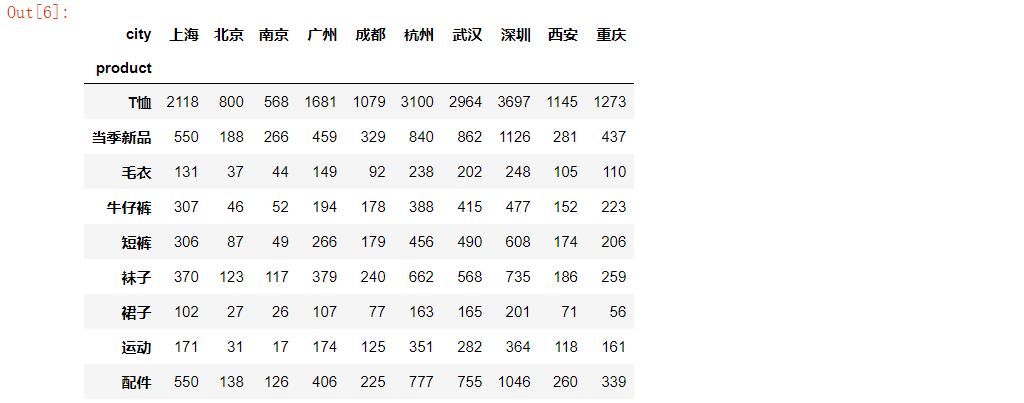 Out[6]:
city 上海 北京 南京 广州 成都 杭州 武汉 深圳 西安 重庆
product
T恤 2118 800 568 1681 1079 3100 2964 3697 1145 1273
当季新品 550 188 266 459 329 840 862 1126 281 437
毛衣 131 37 44 149 92 238 202 248 105 110
牛仔裤 307 46 52 194 178 388 415 477 152 223
短裤 306 87 49 266 179 456 490 608 174 206
袜子 370 123 117 379 240 662 568 735 186 259
裙子 102 27 26 107 77 163 165 201 71 56
运动 171 31 17 174 125 351 282 364 118 161
配件 550 138 126 406 225 777 755 1046 260 339